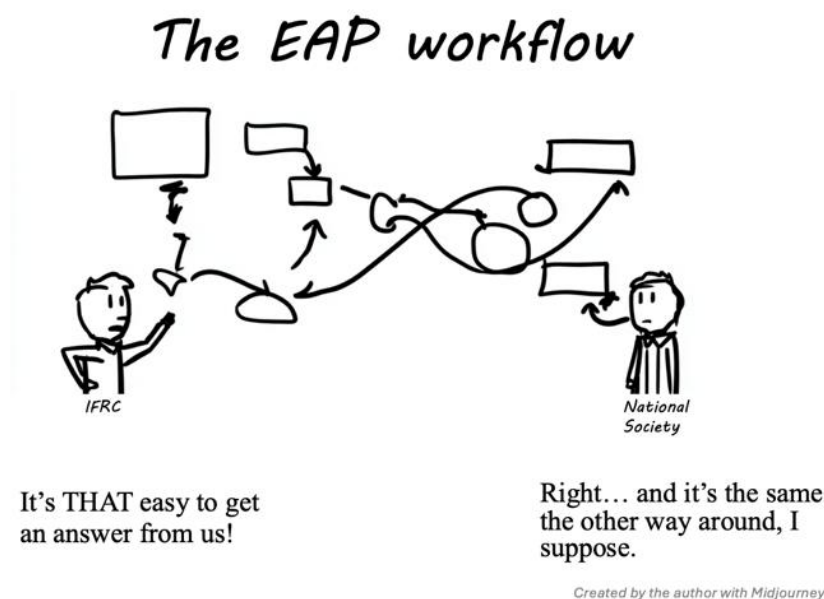 The EAP workflow
IFRC
National
Society
It's THAT easy to get
an answer from us!
Right… and it's the same
the other way around, I
suppose.
Created by the author with Midjourney